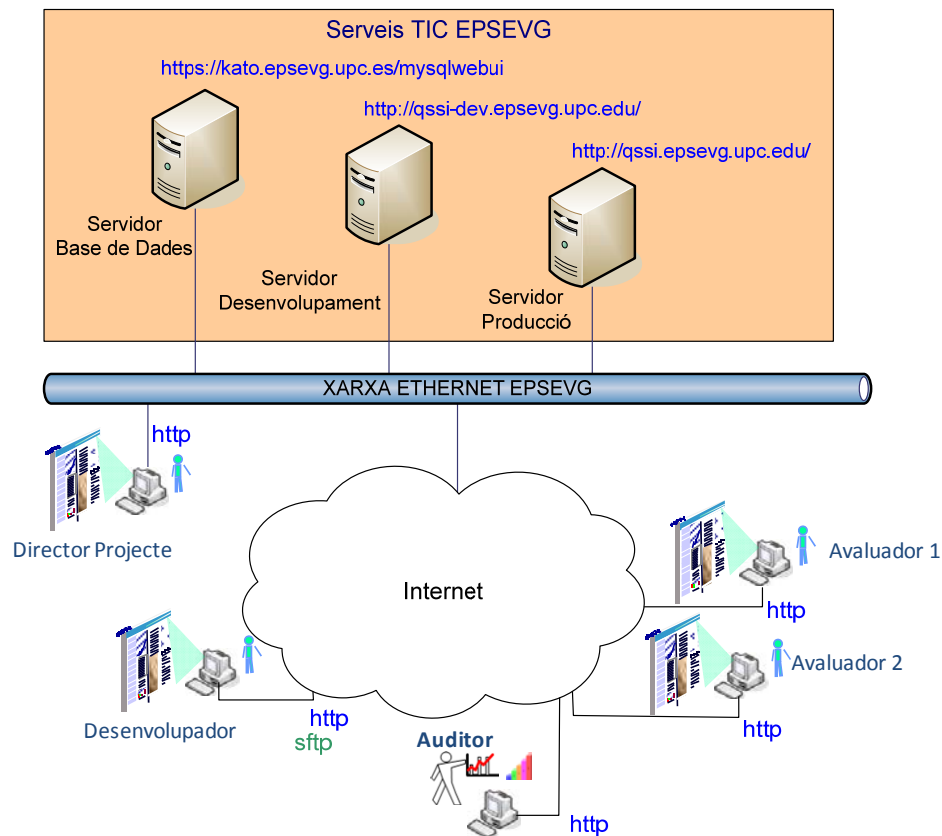 Serveis TIC EPSEVG
https://kato.epsevg.upc.es/mysqlwebui
http://qssi-dev.epsevg.upc.edu/
http://qssi.epsevg.upc.edu/
Servidor
Base de Dades
Servidor
Desenvolupament
Servidor
Producció
XARXA ETHERNET EPSEVG
http
Director Projecte
Internet
Avaluador 1
http
Avaluador 2
http
Desenvolupador
http
sftp
Auditor
http